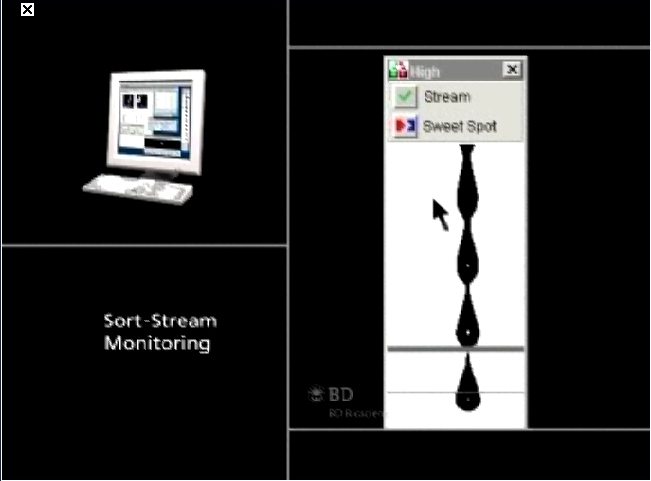 High
Stream
Sweet Spot
Sort-Stream
Monitoring
BD